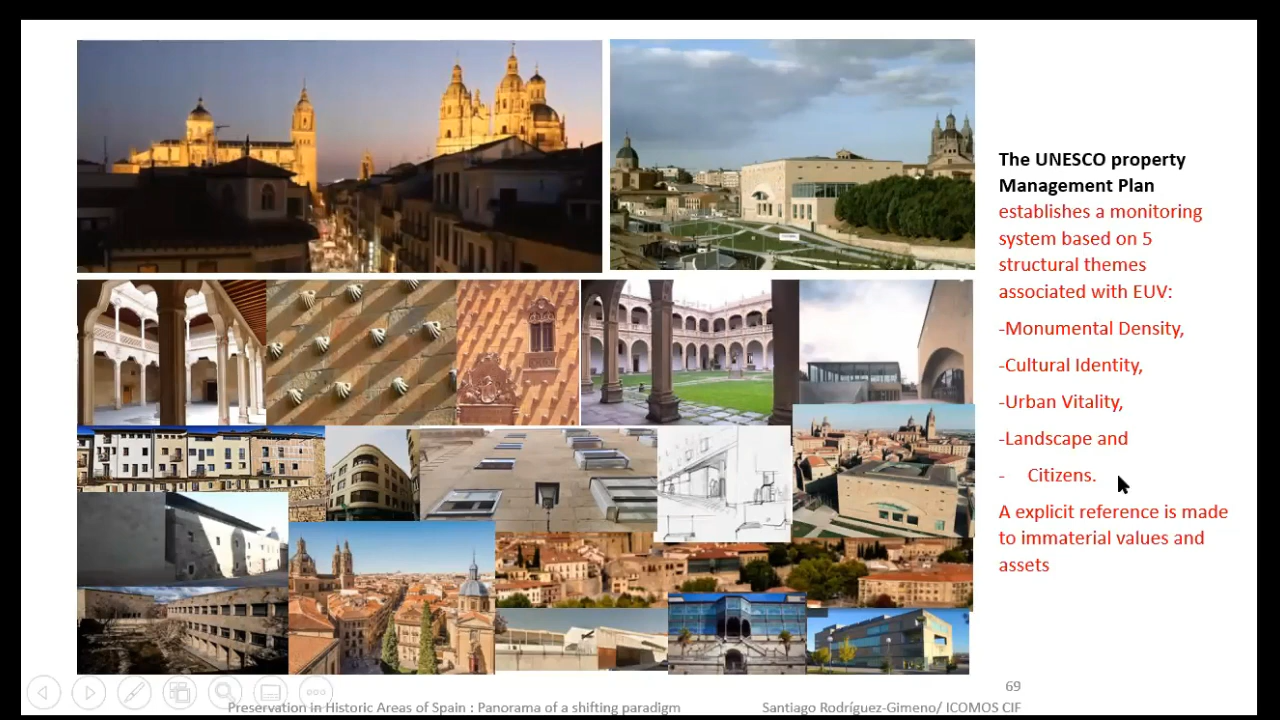 The UNESCO property
Management Plan
establishes a monitoring
system based on 5
structural themes
associated with EUV:
-Monumental Density,
-Cultural Identity,
-Urban Vitality,
-Landscape and
- Citizens.
A explicit reference is made
to immaterial values and
assets
69
Preservation in Historic Areas of Spain : Panorama of a shifting paradigm
Santiago Rodríguez-Gimeno/ ICOMOS CIF